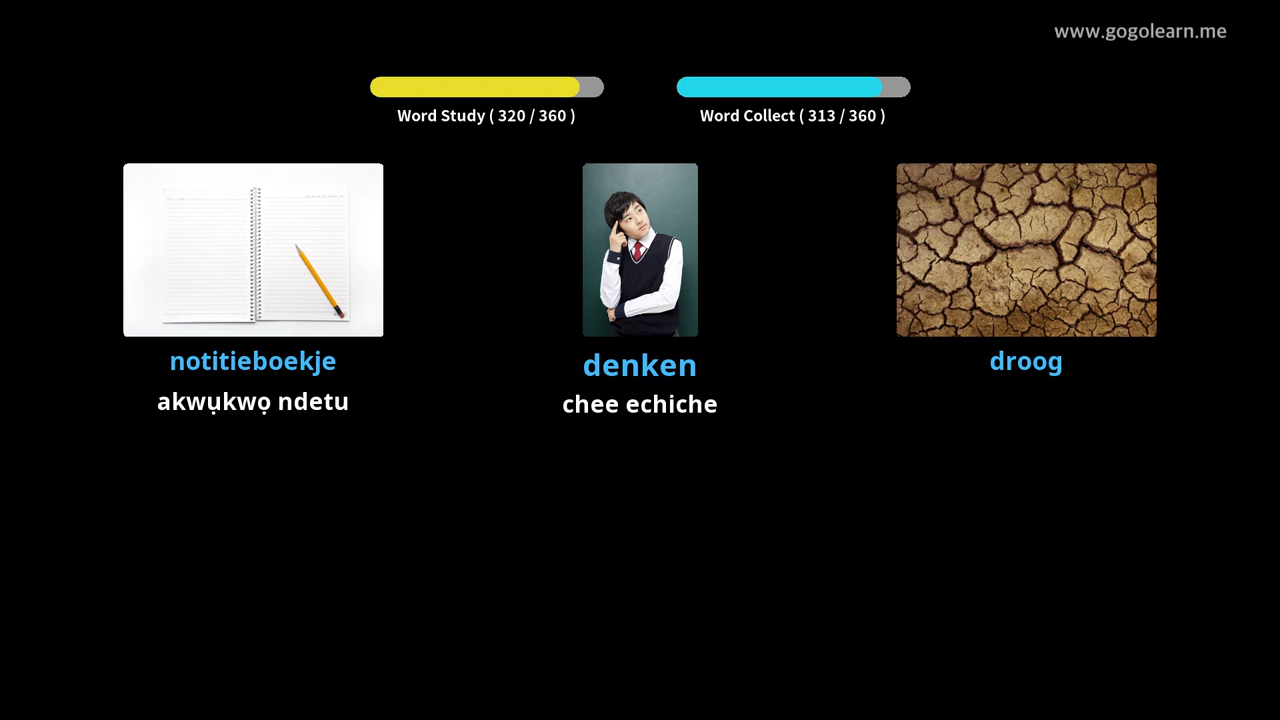 www.gogolearn.me
Word Study ( 320 / 360 )
Word Collect ( 313 / 360 )
notitieboekje
denken
droog
akwụkwọ ndetu
chee echiche